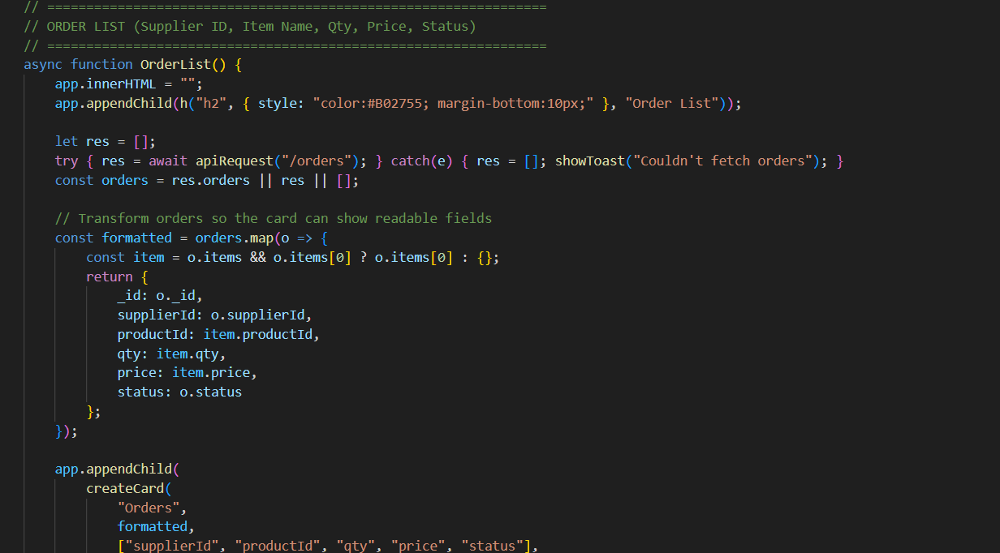 // ================================================================
// ORDER LIST (Supplier ID, Item Name, Qty, Price, Status)
// ================================================================
async function OrderList() {
app.innerHTML = "";
app.appendChild(h("h2", { style: "color:#B02755; margin-bottom:10px;" }, "Order List"));
let res = [];
try { res = await apiRequest("/orders"); } catch(e) { res = []; showToast("Couldn't fetch orders"); }
const orders = res.orders || res || [];
// Transform orders so the card can show readable fields
const formatted = orders.map(o => {
const item = o.items && o.items[0] ? o.items[0] : {};
return {
_id: o._id,
supplierId: o.supplierId,
productId: item.productId,
qty: item.qty,
price: item.price,
status: o.status
};
});
app.appendChild(
createCard(
"Orders",
formatted,
["supplierId", "productId", "qty", "price", "status"],